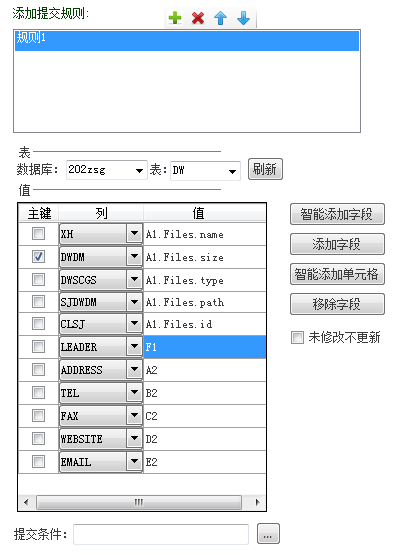 添加提交规则:
规则1
表
数据库: 202zsg 表: DW 刷新
值
主键 列 值
XH A1.Files.name
DWDM A1.Files.size
DWSCGS A1.Files.type
SJDWDM A1.Files.path
CLSJ A1.Files.id
LEADER F1
ADDRESS A2
TEL B2
FAX C2
WEBSITE D2
EMAIL E2
智能添加字段
添加字段
智能添加单元格
移除字段
未修改不更新
提交条件: ...